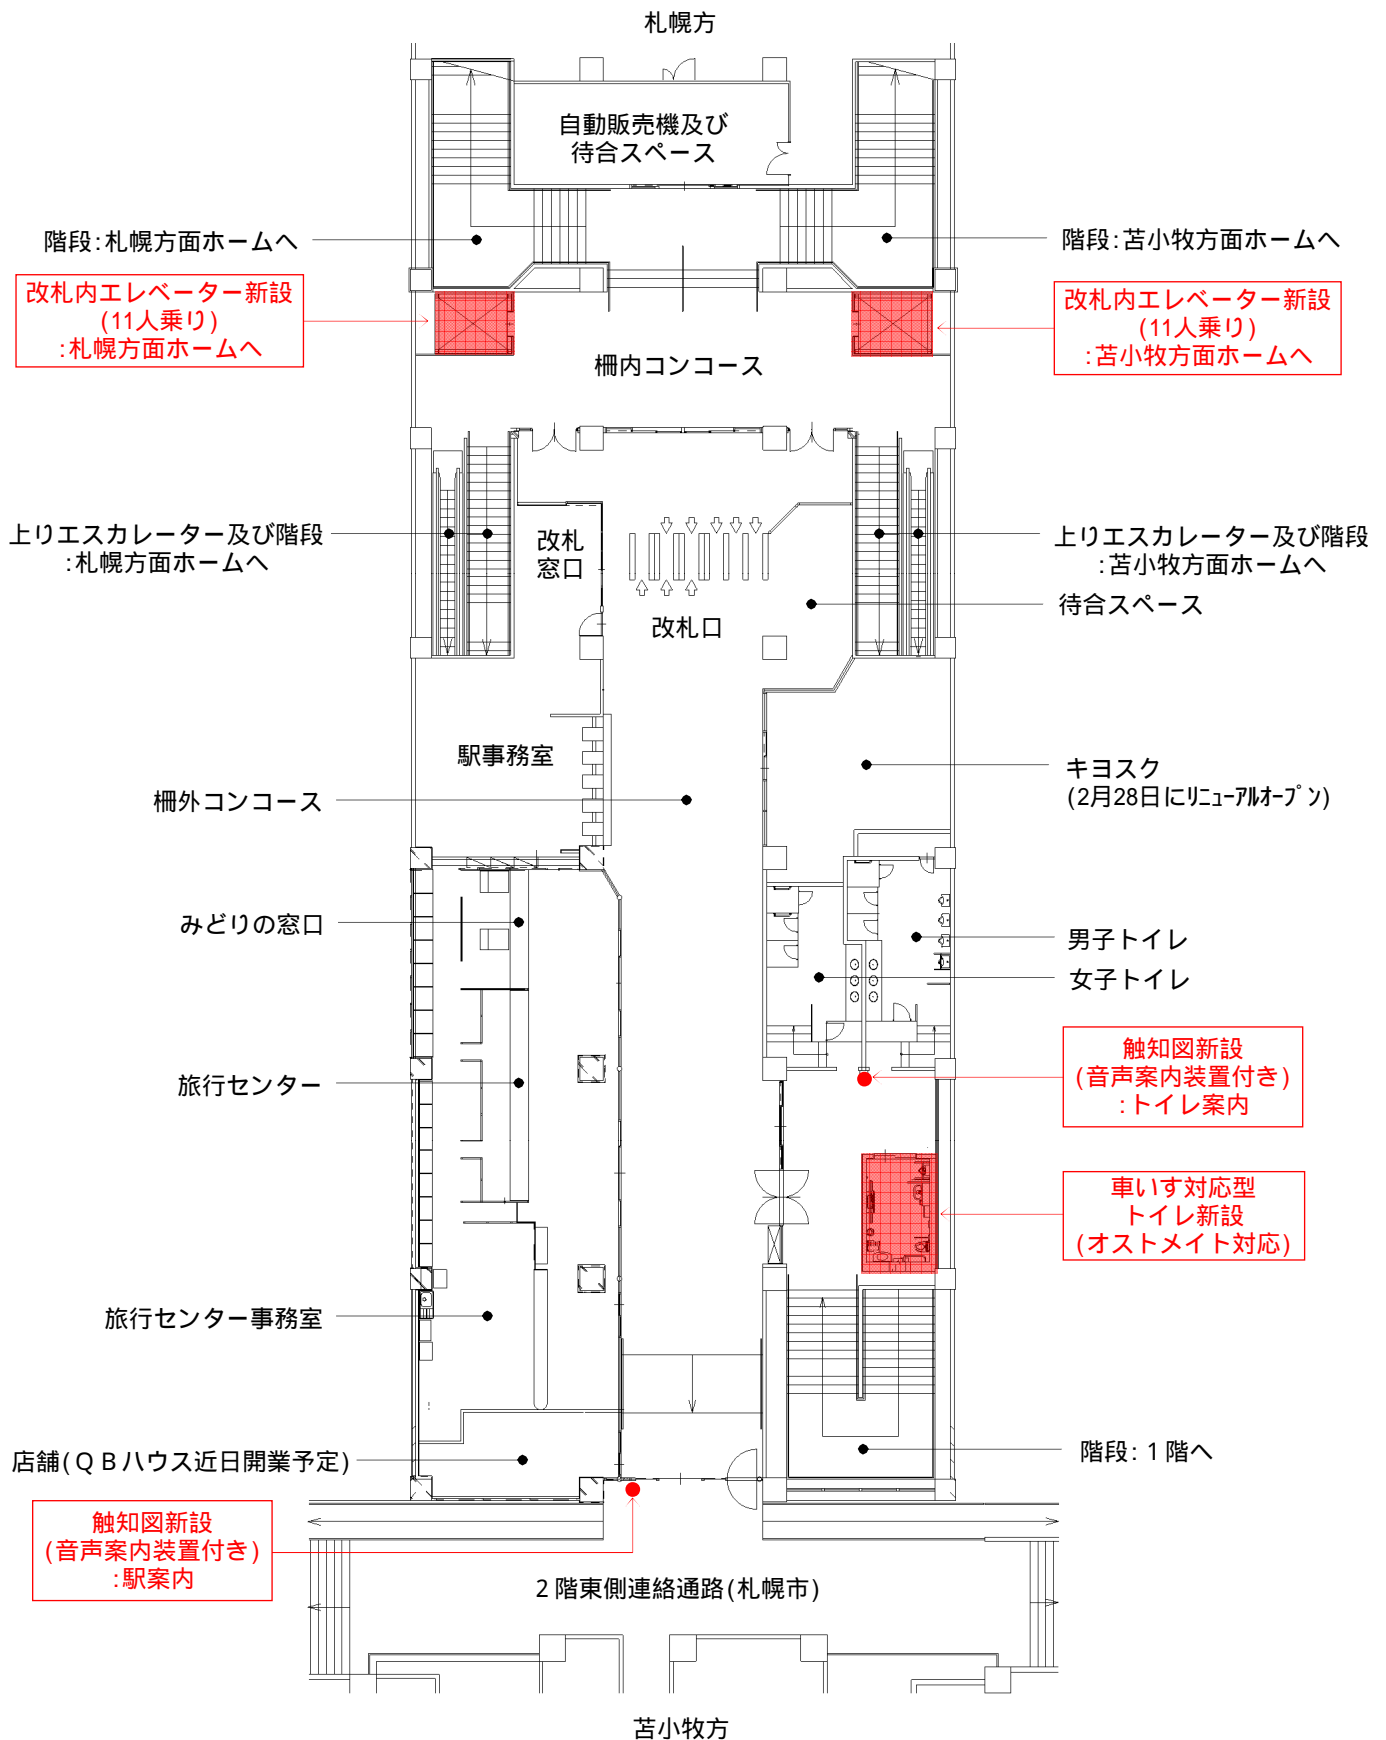 札幌方
自動販売機及び
待合スペース
階段:札幌方面ホームへ
階段:苫小牧方面ホームへ
改札内エレベーター新設
(11人乗り)
:札幌方面ホームへ
改札内エレベーター新設
(11人乗り)
:苫小牧方面ホームへ
柵内コンコース
上りエスカレーター及び階段
:札幌方面ホームへ
改札
窓口
改札口
上りエスカレーター及び階段
:苫小牧方面ホームへ
待合スペース
駅事務室
柵外コンコース
キヨスク
(2月28日にﾘﾆｭｰｱﾙｵｰﾌﾟﾝ)
みどりの窓口
男子トイレ
女子トイレ
旅行センター
触知図新設
(音声案内装置付き)
:トイレ案内
車いす対応型
トイレ新設
(オストメイト対応)
旅行センター事務室
店舗(ＱＢハウス近日開業予定)
階段:１階へ
触知図新設
(音声案内装置付き)
:駅案内
２階東側連絡通路(札幌市)
苫小牧方